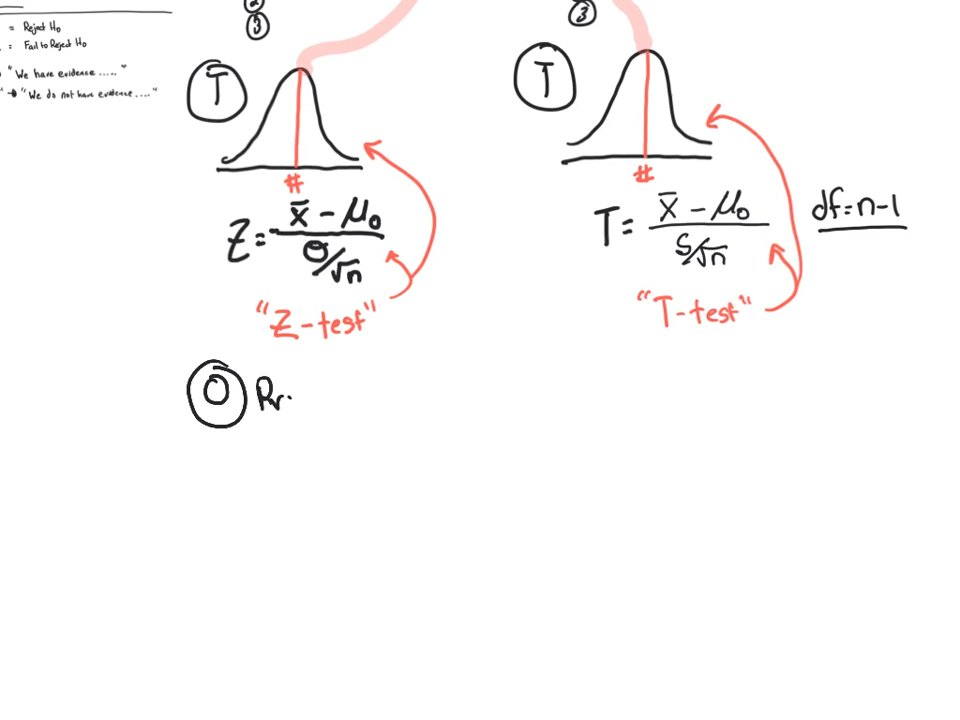 = Reject H₀
= Fail to Reject H₀
"We have evidence ....."
" → "We do not have evidence ...."
③
③
T
T
#
#
Z = x̄ - μ₀ / σ/√n
T = x̄ - μ₀ / S/√n
df = n-1
"Z-test"
"T-test"
O Pr.